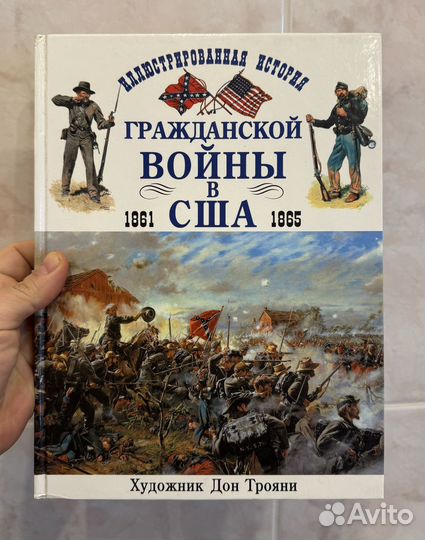 ИЛЛЮСТРИРОВАННАЯ ИСТОРИЯ
ГРАЖДАНСКОЙ
ВОЙНЫ
В
1861 США 1865
Художник Дон Трояни
Avito